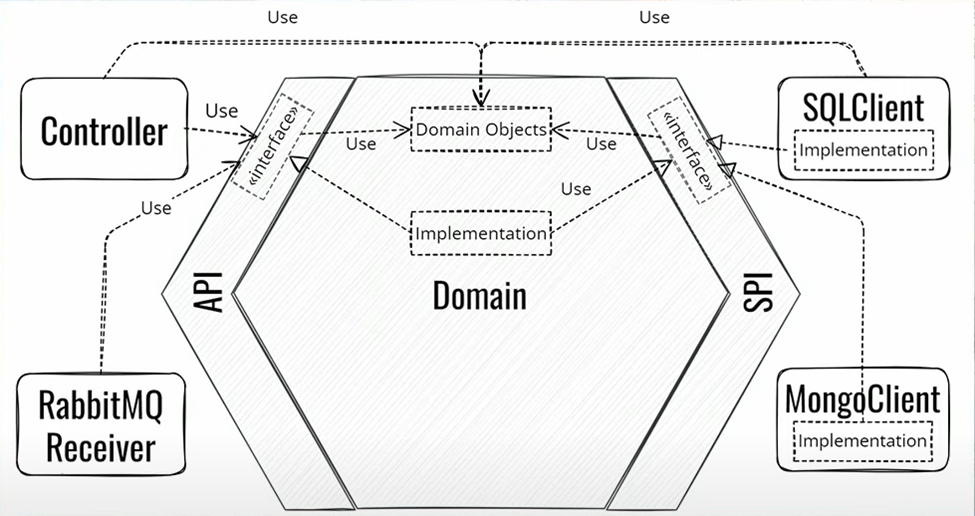 Use
Use
Controller
Use
«interface»
Use
Domain Objects
Use
«interface»
SQLClient
Implementation
Use
Use
Implementation
API
Domain
SPI
RabbitMQ
Receiver
MongoClient
Implementation